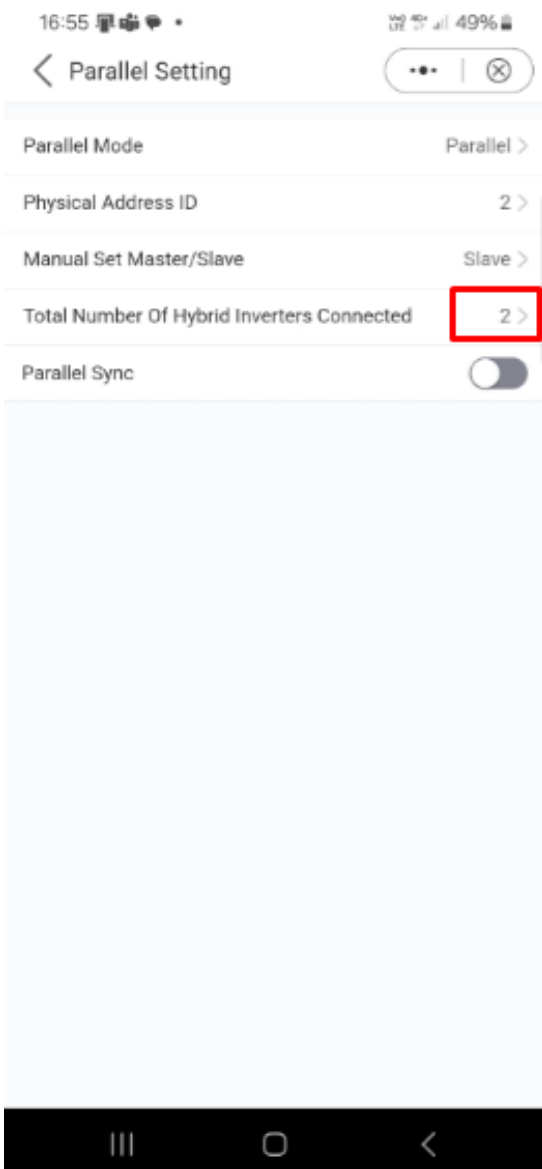 16:55 49%
Parallel Setting
Parallel Mode Parallel
Physical Address ID 2
Manual Set Master/Slave Slave
Total Number Of Hybrid Inverters Connected 2
Parallel Sync